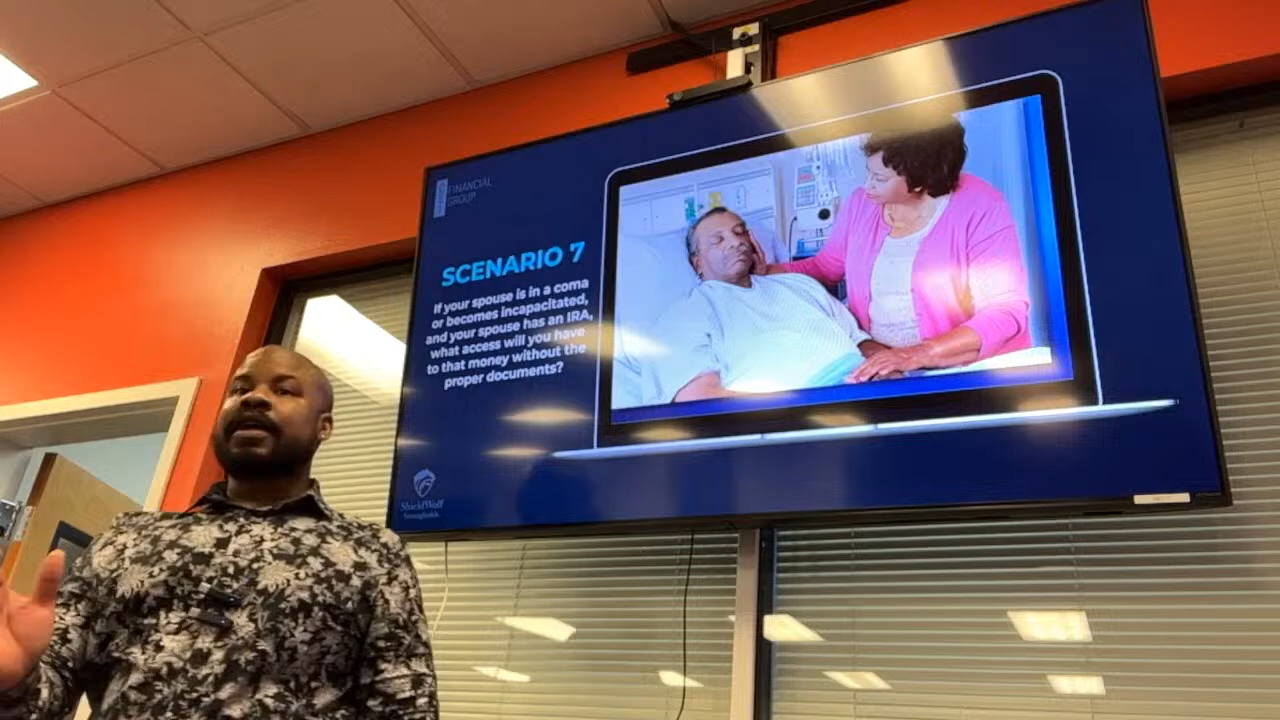 FINANCIAL
GROUP
SCENARIO 7
If your spouse is in a coma
or becomes incapacitated,
and your spouse has an IRA,
what access will you have
to that money without the
proper documents?
ShieldWolf
Strongholds